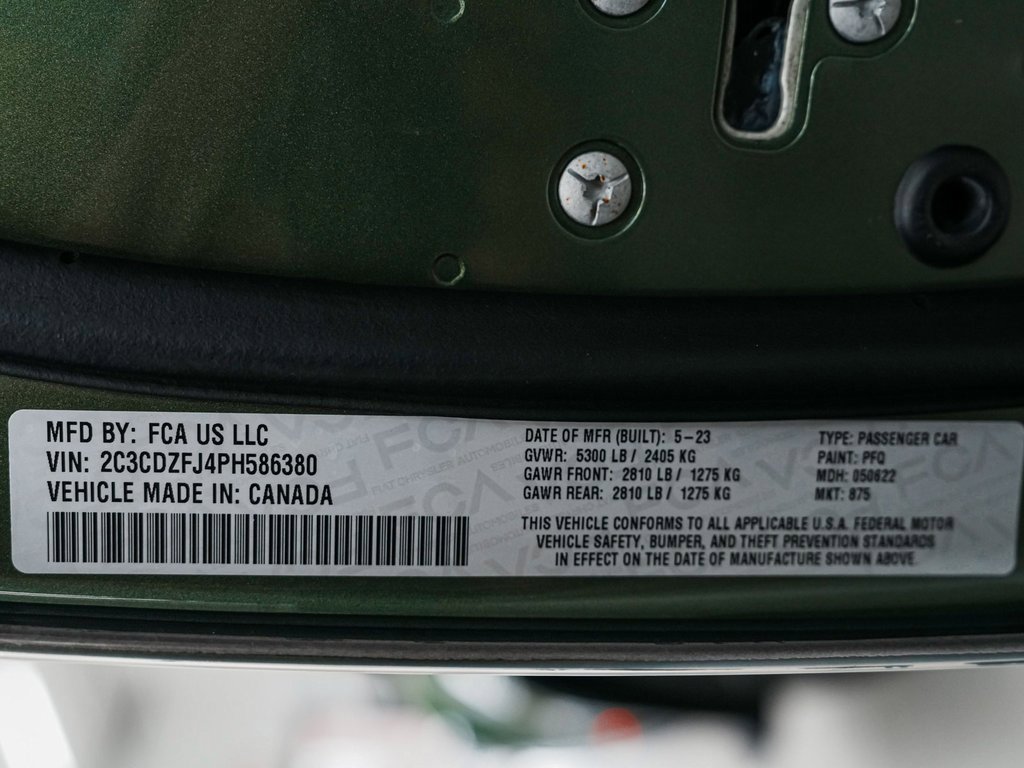 MFD BY: FCA US LLC
VIN: 2C3CDZFJ4PH586380
VEHICLE MADE IN: CANADA
DATE OF MFR (BUILT): 5-23
GVWR: 5300 LB / 2405 KG
GAWR FRONT: 2810 LB / 1275 KG
GAWR REAR: 2810 LB / 1275 KG
TYPE: PASSENGER CAR
PAINT: PFQ
MDH: 050622
MKT: 875
THIS VEHICLE CONFORMS TO ALL APPLICABLE U.S.A. FEDERAL MOTOR
VEHICLE SAFETY, BUMPER, AND THEFT PREVENTION STANDARDS
IN EFFECT ON THE DATE OF MANUFACTURE SHOWN ABOVE.
FCA